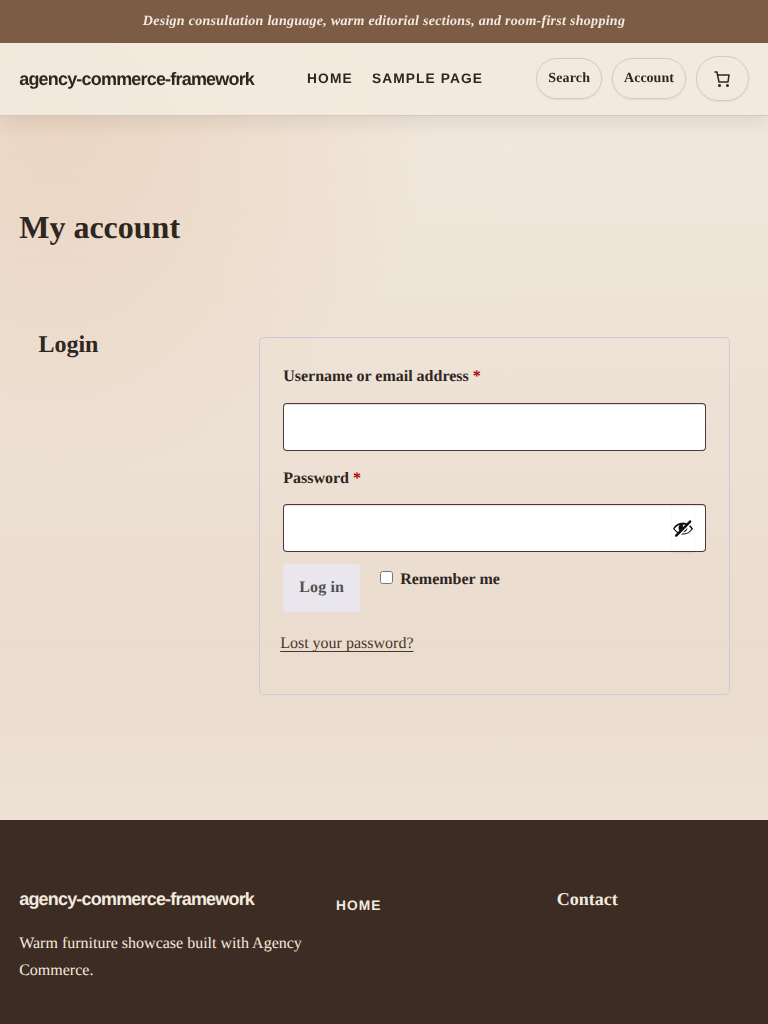 Design consultation language, warm editorial sections, and room-first shopping
agency-commerce-framework
HOME
SAMPLE PAGE
Search
Account
My account
Login
Username or email address *
Password *
Log in
Remember me
Lost your password?
agency-commerce-framework
Warm furniture showcase built with Agency
Commerce.
HOME
Contact